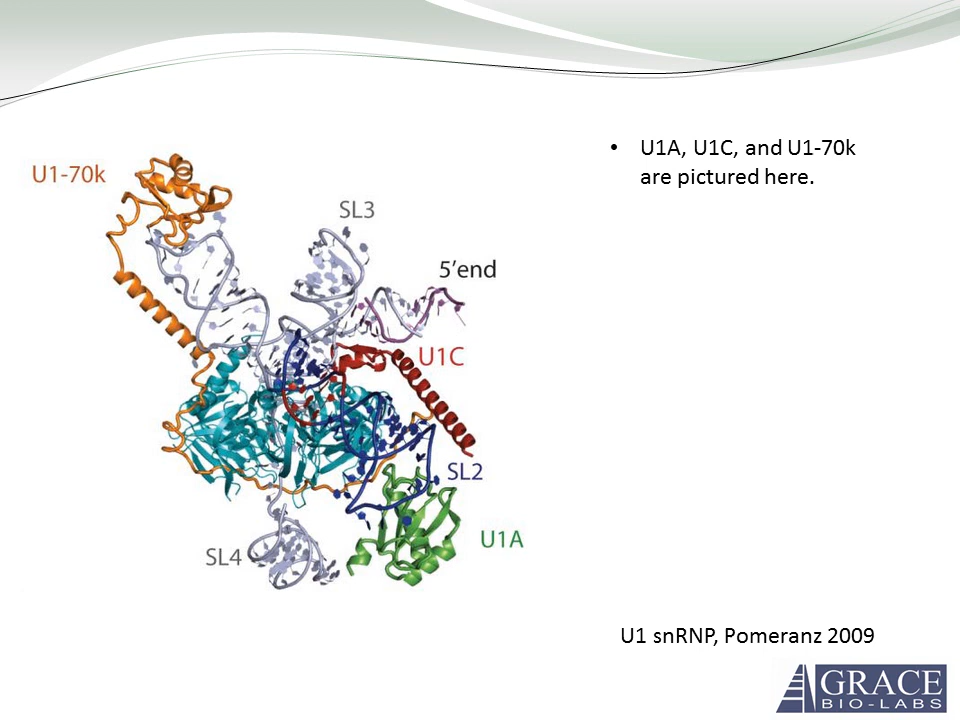 U1-70k
SL3
5'end
U1C
SL2
U1A
SL4
• U1A, U1C, and U1-70k
are pictured here.
U1 snRNP, Pomeranz 2009
GRACE
BIO-LABS